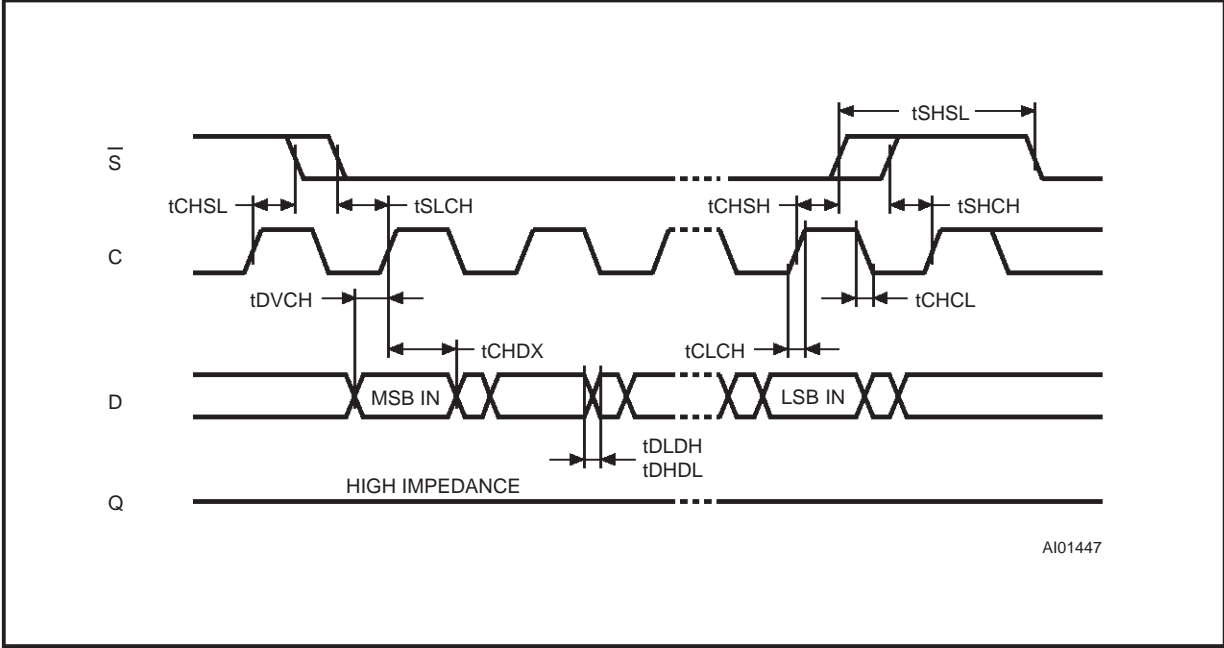 tSHSL
S̅
tCHSL
tSLCH
tCHSH
tSHCH
C
tDVCH
tCHCL
tCHDX
tCLCH
D
MSB IN
LSB IN
tDLDH
tDHDL
HIGH IMPEDANCE
Q
AI01447